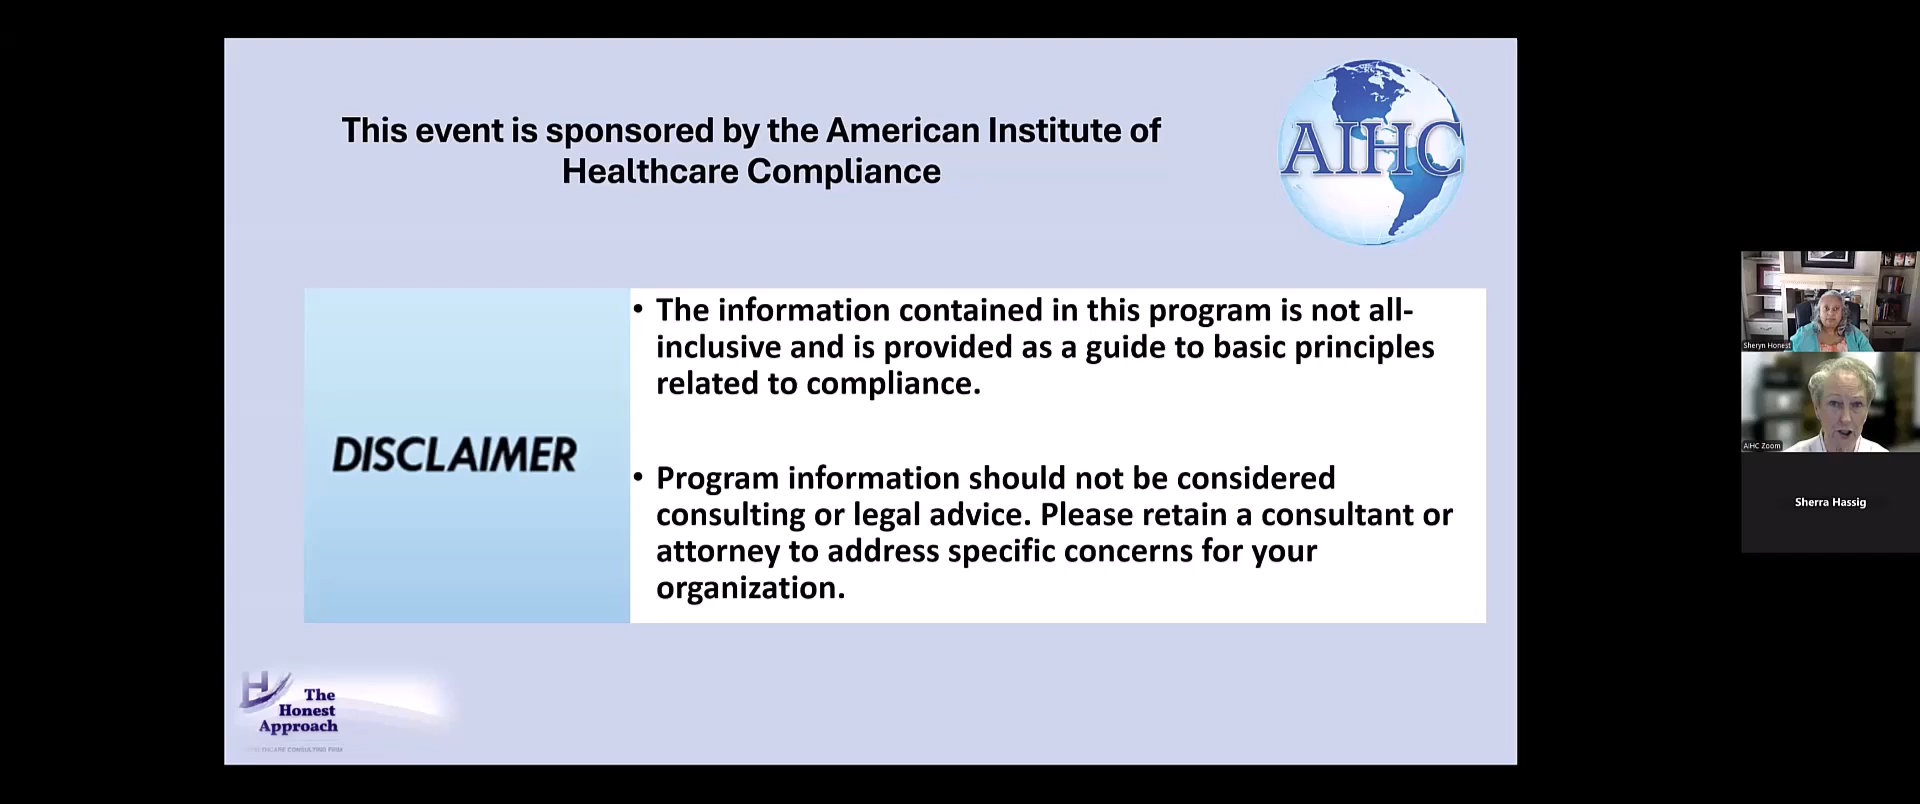 This event is sponsored by the American Institute of
Healthcare Compliance
AIHC
DISCLAIMER
• The information contained in this program is not all-
inclusive and is provided as a guide to basic principles
related to compliance.
• Program information should not be considered
consulting or legal advice. Please retain a consultant or
attorney to address specific concerns for your
organization.
H
The
Honest
Approach
CONSULTING FIRM
Sheryn Honest
AIHC Zoom
Sherra Hassig